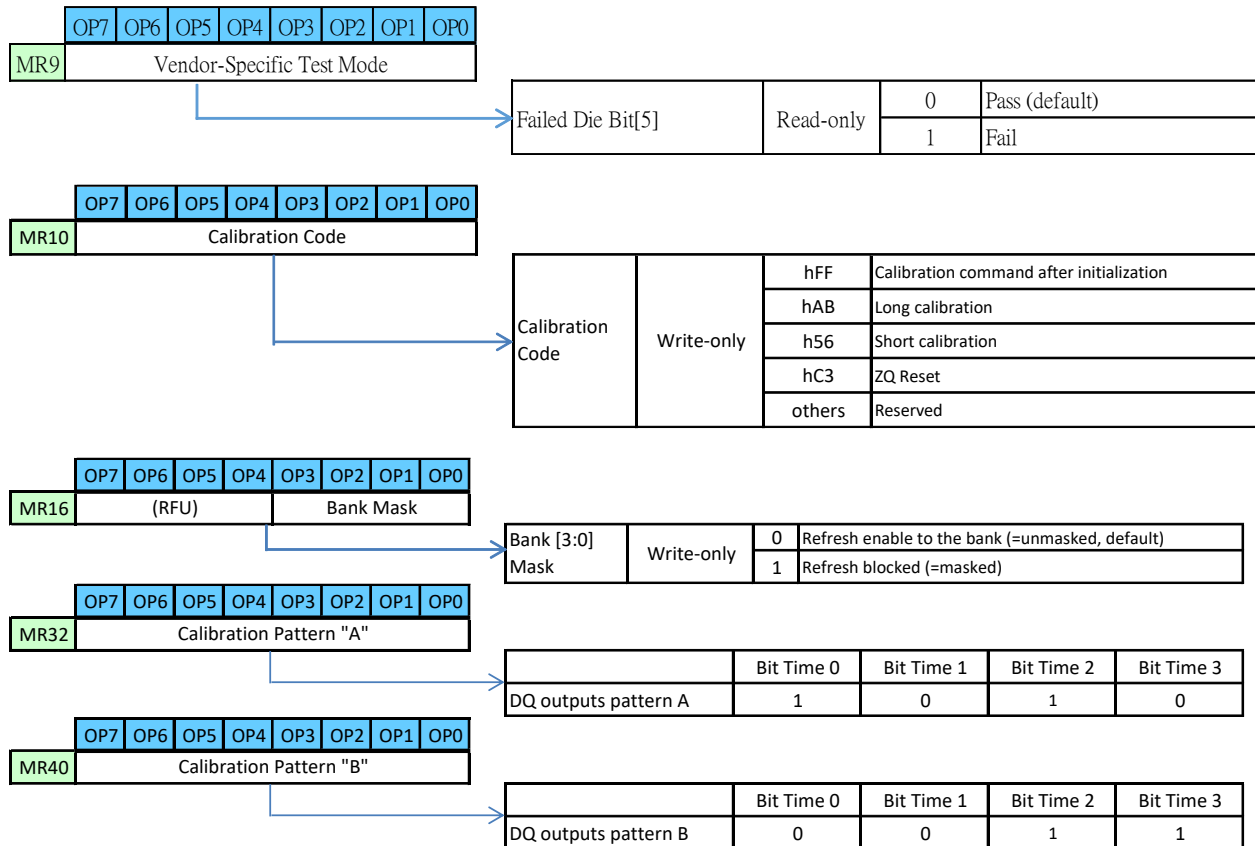 OP7 OP6 OP5 OP4 OP3 OP2 OP1 OP0
MR9 Vendor-Specific Test Mode
Failed Die Bit[5] Read-only 0 Pass (default)
1 Fail
OP7 OP6 OP5 OP4 OP3 OP2 OP1 OP0
MR10 Calibration Code
Calibration Code Write-only hFF Calibration command after initialization
hAB Long calibration
h56 Short calibration
hC3 ZQ Reset
others Reserved
OP7 OP6 OP5 OP4 OP3 OP2 OP1 OP0
MR16 (RFU) Bank Mask
Bank [3:0] Mask Write-only 0 Refresh enable to the bank (=unmasked, default)
1 Refresh blocked (=masked)
OP7 OP6 OP5 OP4 OP3 OP2 OP1 OP0
MR32 Calibration Pattern "A"
Bit Time 0 Bit Time 1 Bit Time 2 Bit Time 3
DQ outputs pattern A 1 0 1 0
OP7 OP6 OP5 OP4 OP3 OP2 OP1 OP0
MR40 Calibration Pattern "B"
Bit Time 0 Bit Time 1 Bit Time 2 Bit Time 3
DQ outputs pattern B 0 0 1 1